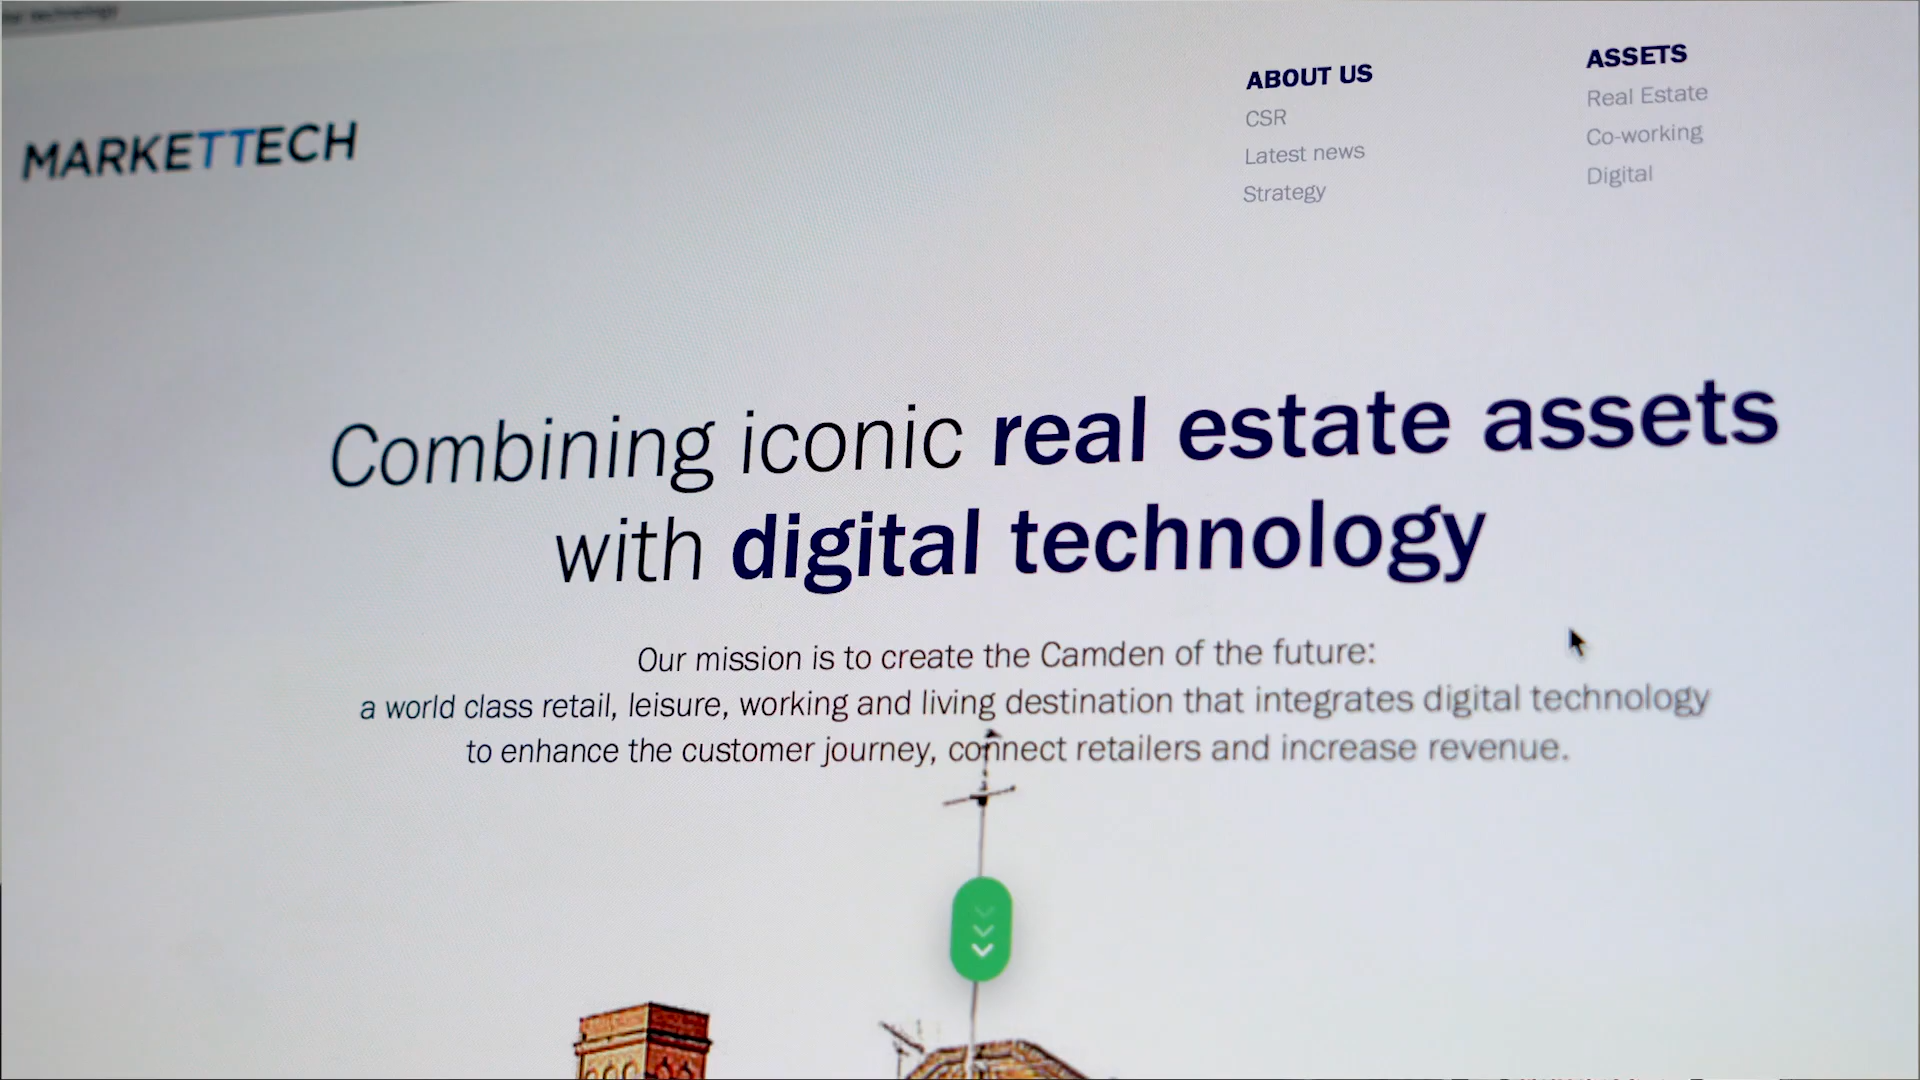 MARKETTECH
ABOUT US
CSR
Latest news
Strategy
ASSETS
Real Estate
Co-working
Digital
Combining iconic real estate assets
with digital technology
Our mission is to create the Camden of the future:
a world class retail, leisure, working and living destination that integrates digital technology
to enhance the customer journey, connect retailers and increase revenue.